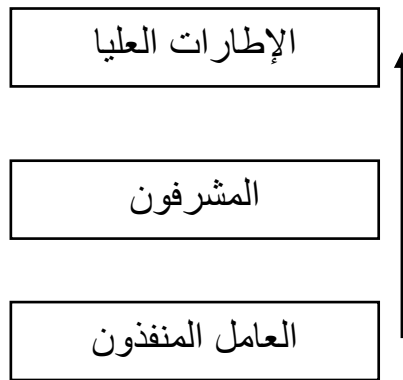 الإطارات العليا
المشرفون
العامل المنفذون